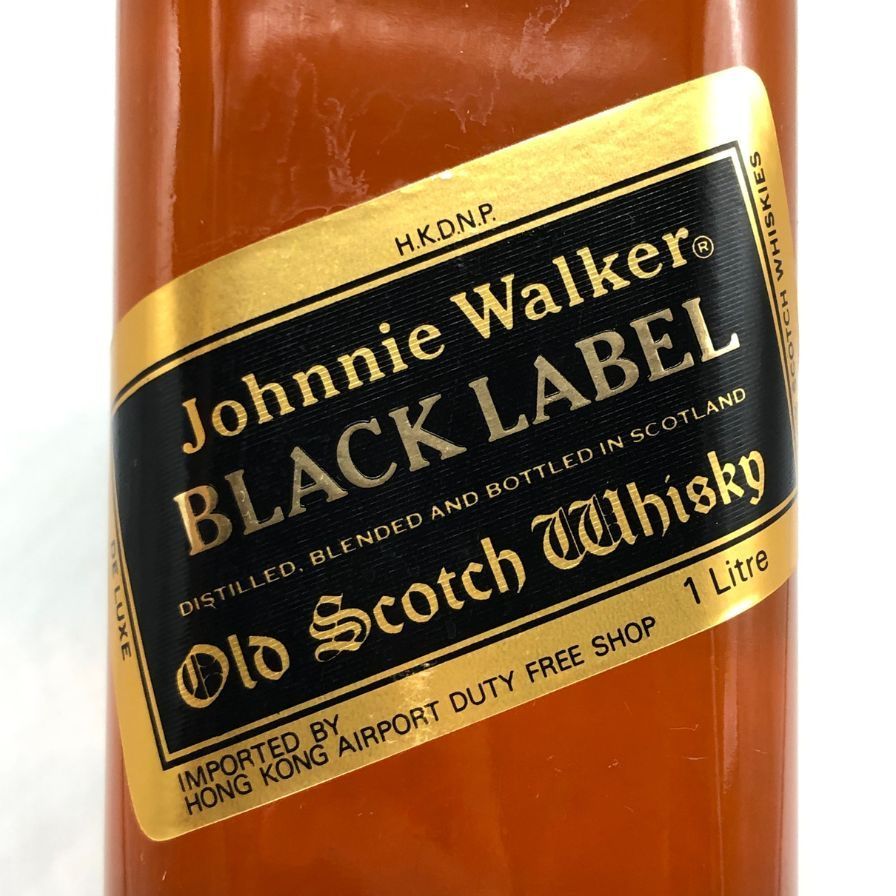 H.K.D.N.P.
Johnnie Walker®
BLACK LABEL
DISTILLED, BLENDED AND BOTTLED IN SCOTLAND
Old Scotch Whisky
1 Litre
IMPORTED BY
HONG KONG AIRPORT DUTY FREE SHOP
DE LUXE
SCOTCH WHISKIES